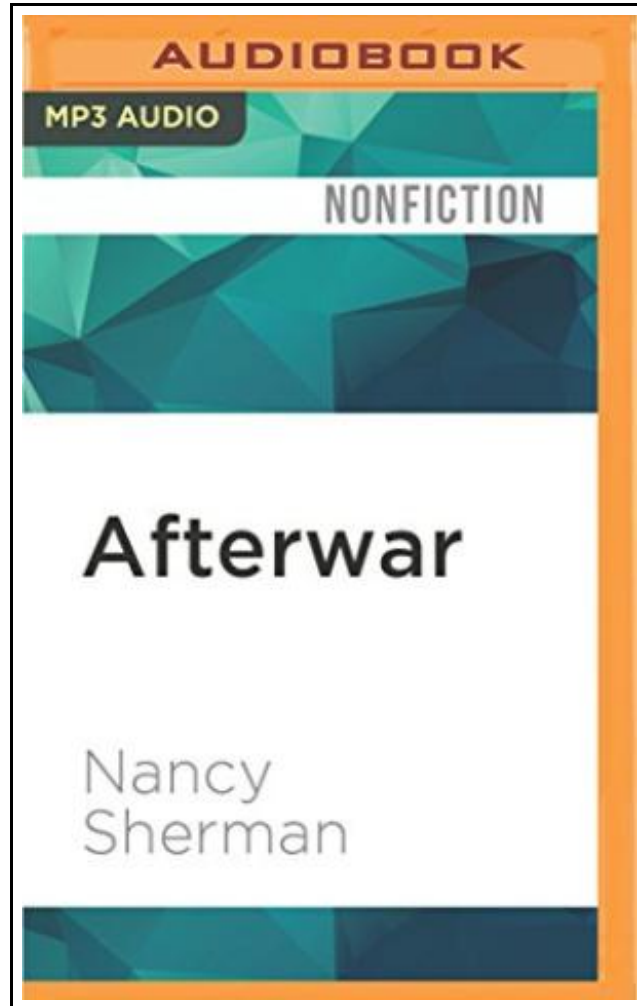 AUDIOBOOK
MP3 AUDIO
NONFICTION
Afterwar
Nancy
Sherman